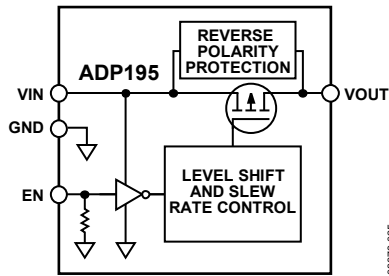 REVERSE
POLARITY
PROTECTION
ADP195
VIN
VOUT
GND
EN
LEVEL SHIFT
AND SLEW
RATE CONTROL